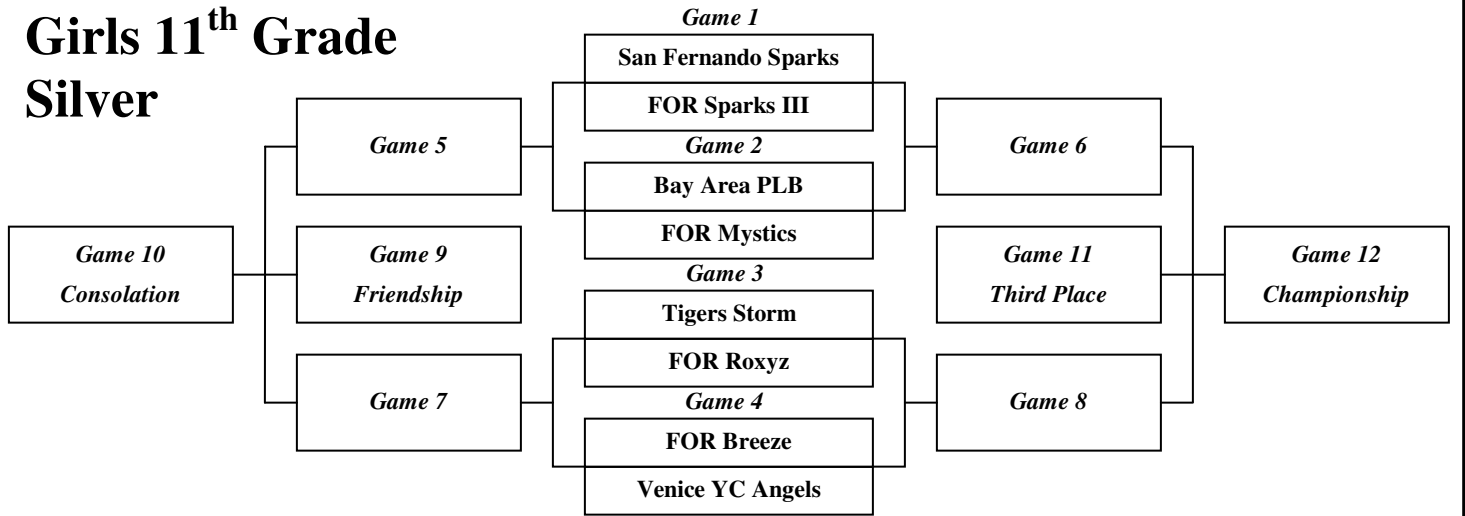 Girls 11th Grade
Silver
Game 1
San Fernando Sparks
FOR Sparks III
Game 2
Bay Area PLB
FOR Mystics
Game 3
Tigers Storm
FOR Roxyz
Game 4
FOR Breeze
Venice YC Angels
Game 5
Game 6
Game 10
Consolation
Game 9
Friendship
Game 11
Third Place
Game 12
Championship
Game 7
Game 8